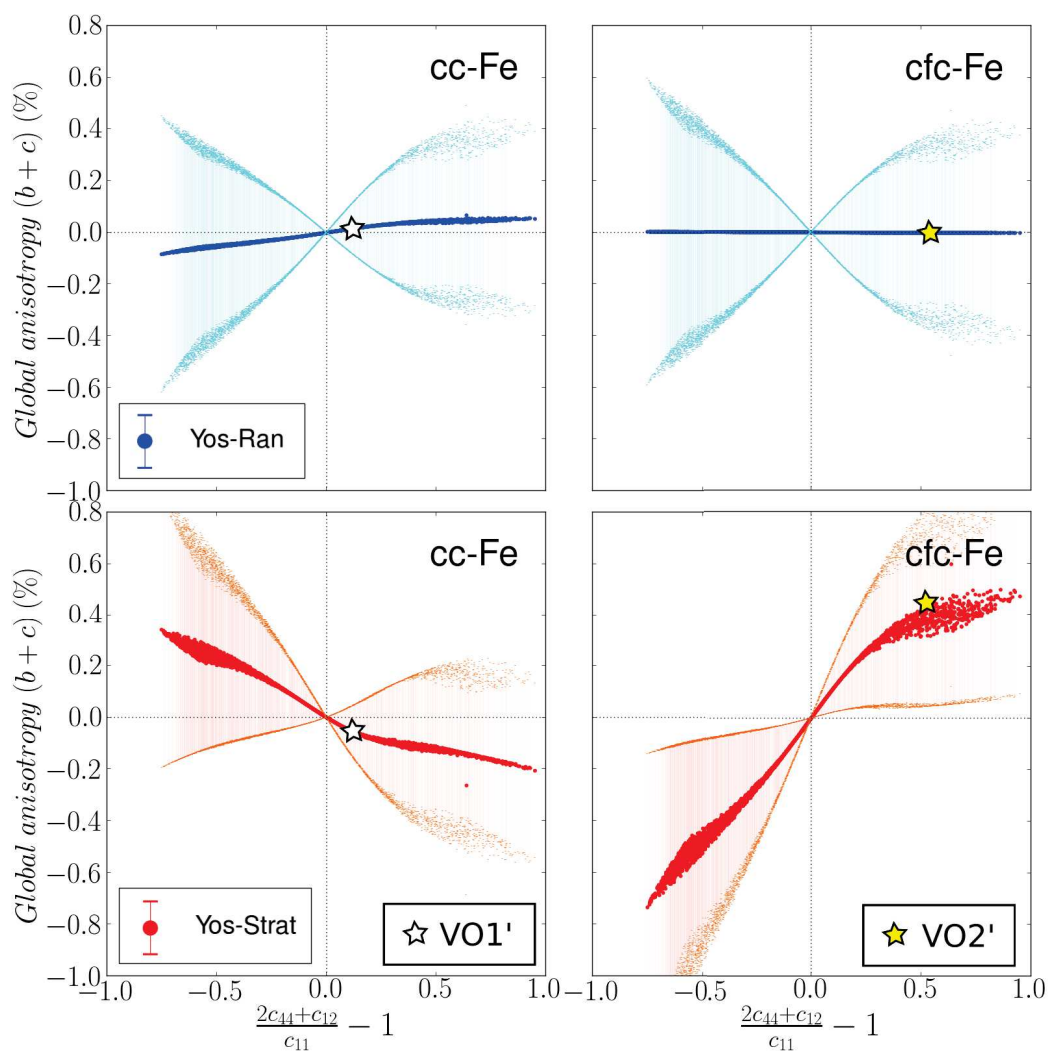 0.8
0.6
0.4
0.2
0.0
−0.2
−0.4
−0.6
−0.8
−1.0
Global anisotropy (b + c) (%)
cc-Fe
Yos-Ran
cfc-Fe
0.8
0.6
0.4
0.2
0.0
−0.2
−0.4
−0.6
−0.8
−1.0
Global anisotropy (b + c) (%)
cc-Fe
Yos-Strat
VO1'
cfc-Fe
VO2'
−1.0 −0.5 0.0 0.5 1.0
−1.0 −0.5 0.0 0.5 1.0
2c₄₄+c₁₂
c₁₁ − 1
2c₄₄+c₁₂
c₁₁ − 1